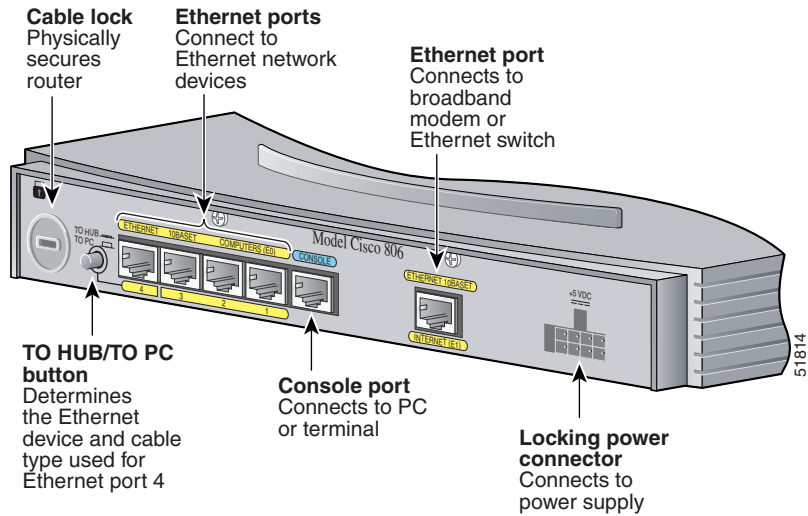 Cable lock
Physically
secures
router
Ethernet ports
Connect to
Ethernet network
devices
Ethernet port
Connects to
broadband
modem or
Ethernet switch
TO HUB
TO PC
ETHERNET 10BASET COMPUTERS (E0)
CONSOLE
Model Cisco 806
ETHERNET 10BASET
+5 VDC
4 3 2 1
INTERNET (E1)
51814
TO HUB/TO PC
button
Determines
the Ethernet
device and cable
type used for
Ethernet port 4
Console port
Connects to PC
or terminal
Locking power
connector
Connects to
power supply